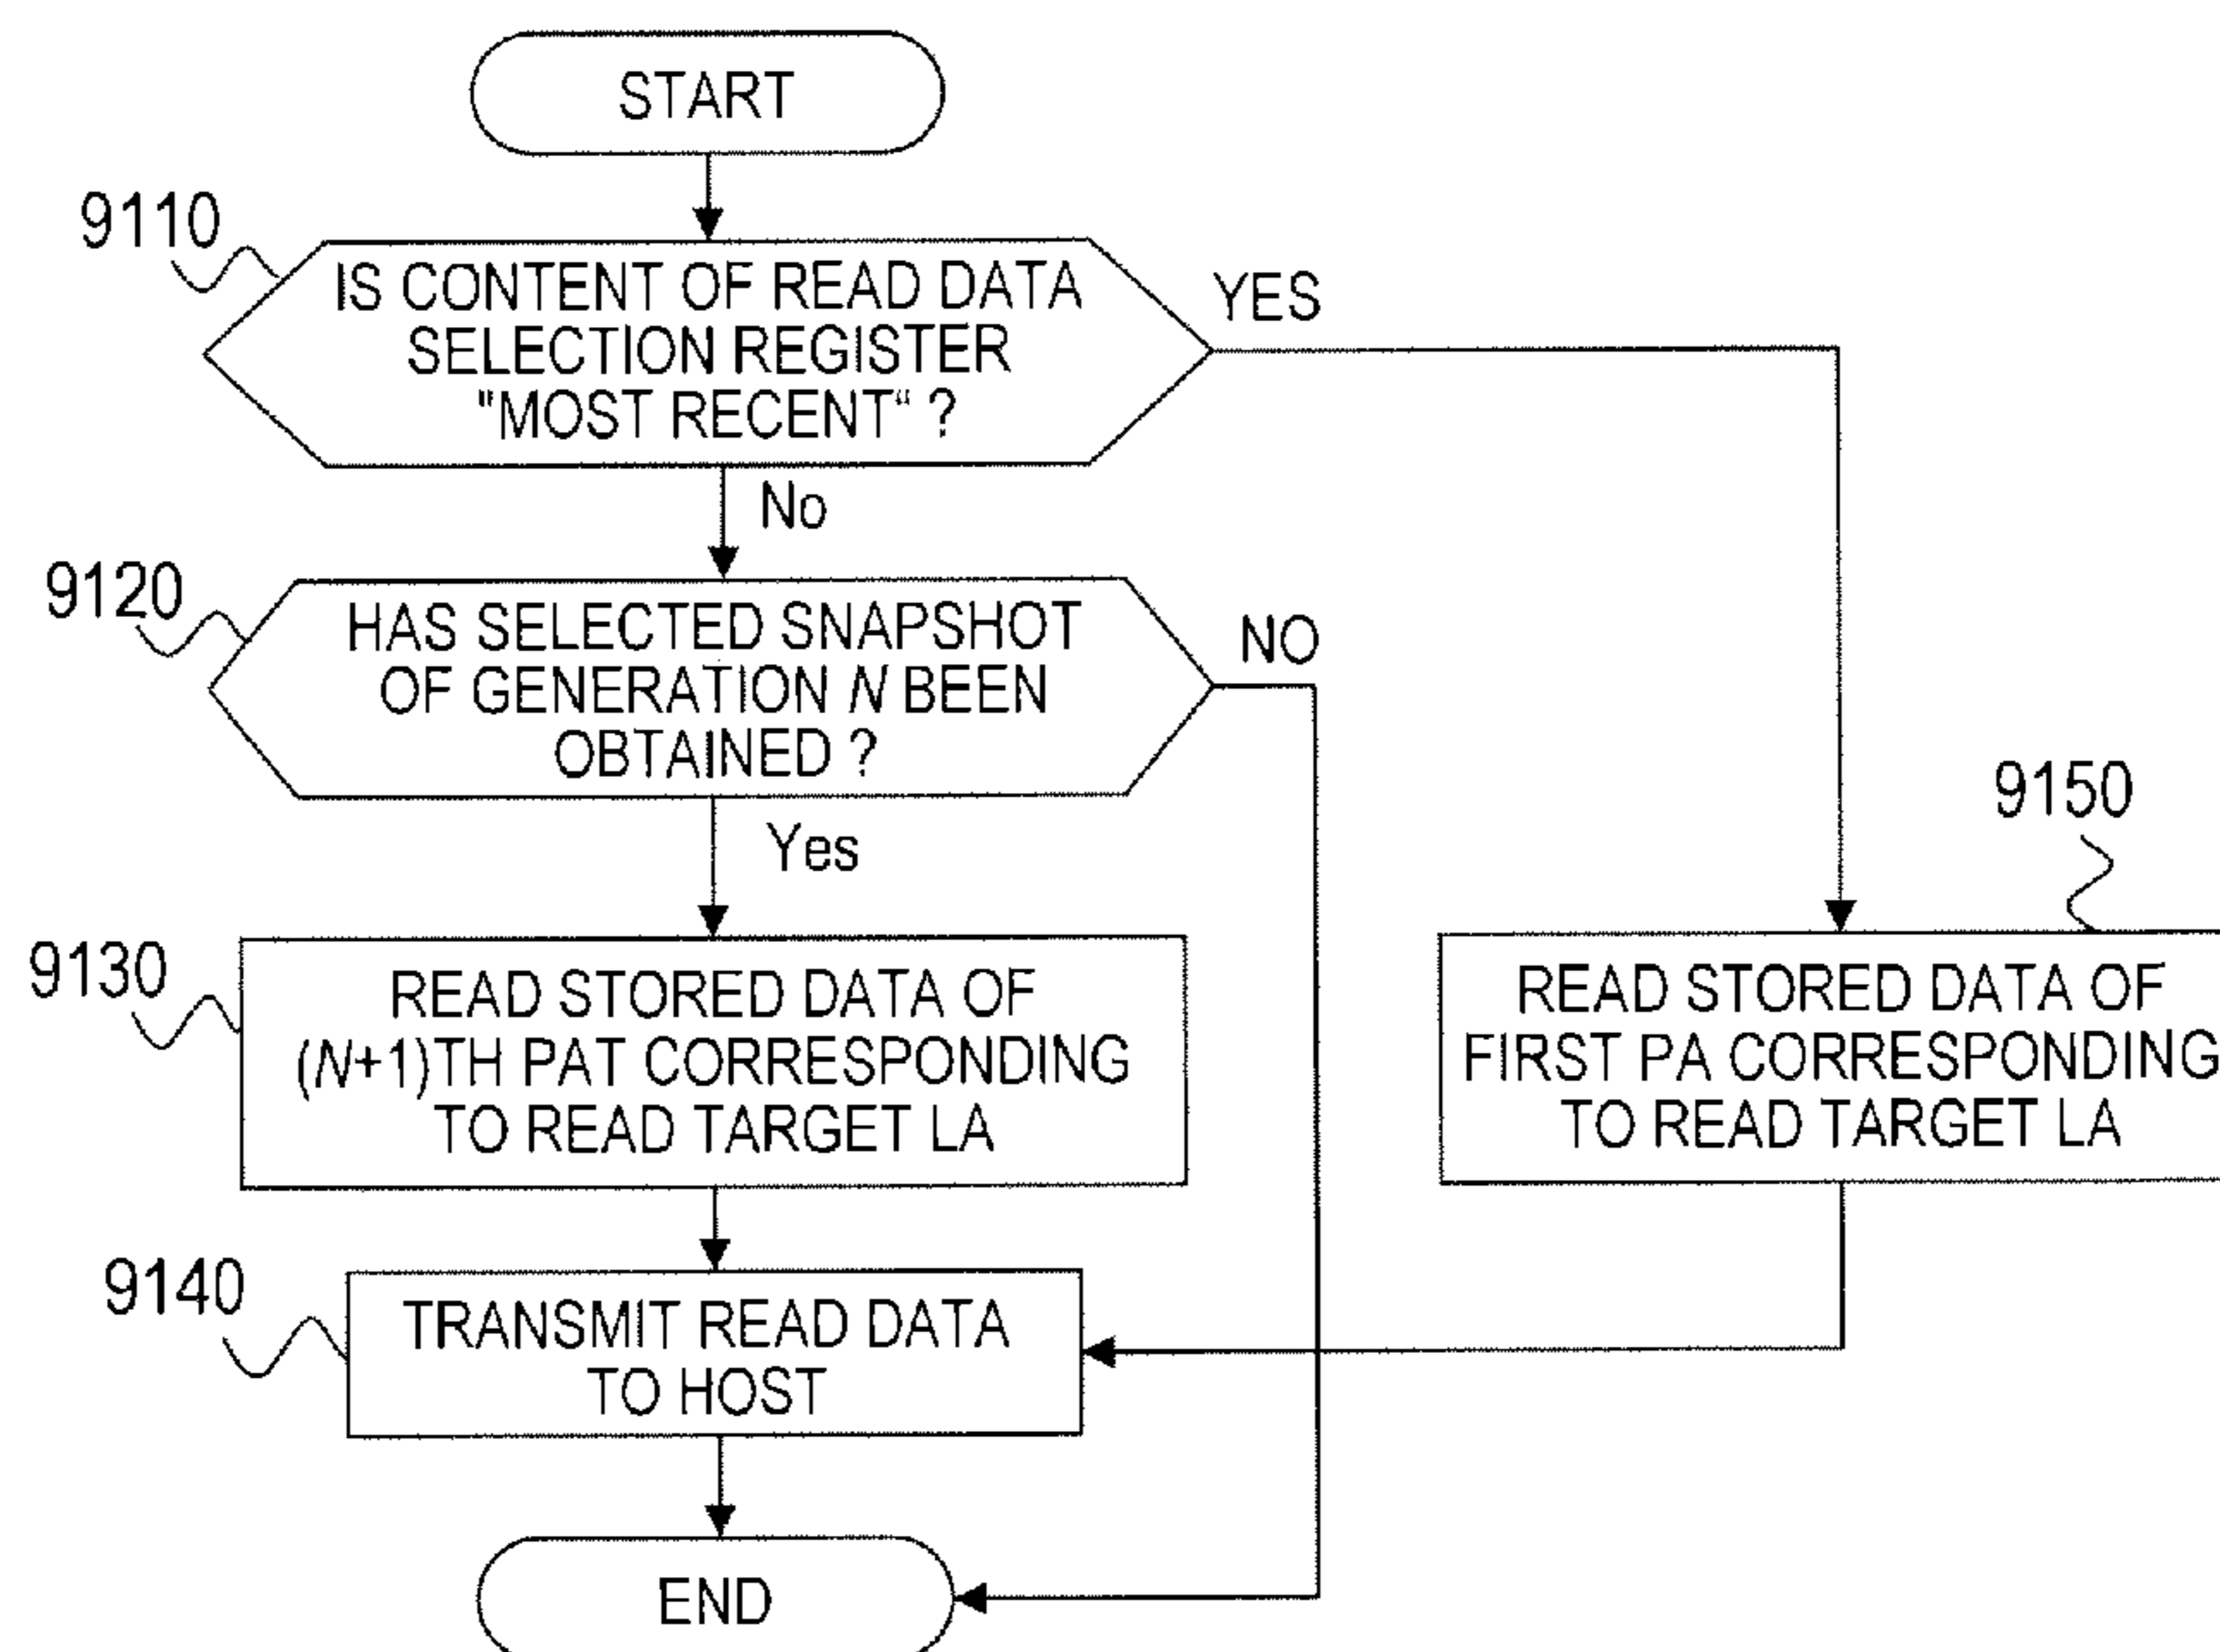 START
9110
IS CONTENT OF READ DATA
SELECTION REGISTER
"MOST RECENT“ ?
YES
No
9120
HAS SELECTED SNAPSHOT
OF GENERATION N BEEN
OBTAINED ?
NO
Yes
9130
READ STORED DATA OF
(N+1)TH PAT CORRESPONDING
TO READ TARGET LA
9150
READ STORED DATA OF
FIRST PA CORRESPONDING
TO READ TARGET LA
9140
TRANSMIT READ DATA
TO HOST
END